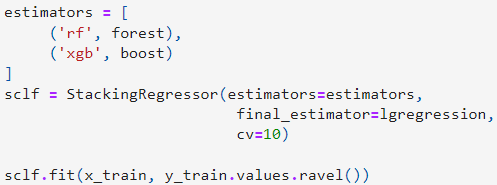 estimators = [
    ('rf', forest),
    ('xgb', boost)
]
sclf = StackingRegressor(estimators=estimators,
                         final_estimator=lgregression,
                         cv=10)

sclf.fit(x_train, y_train.values.ravel())